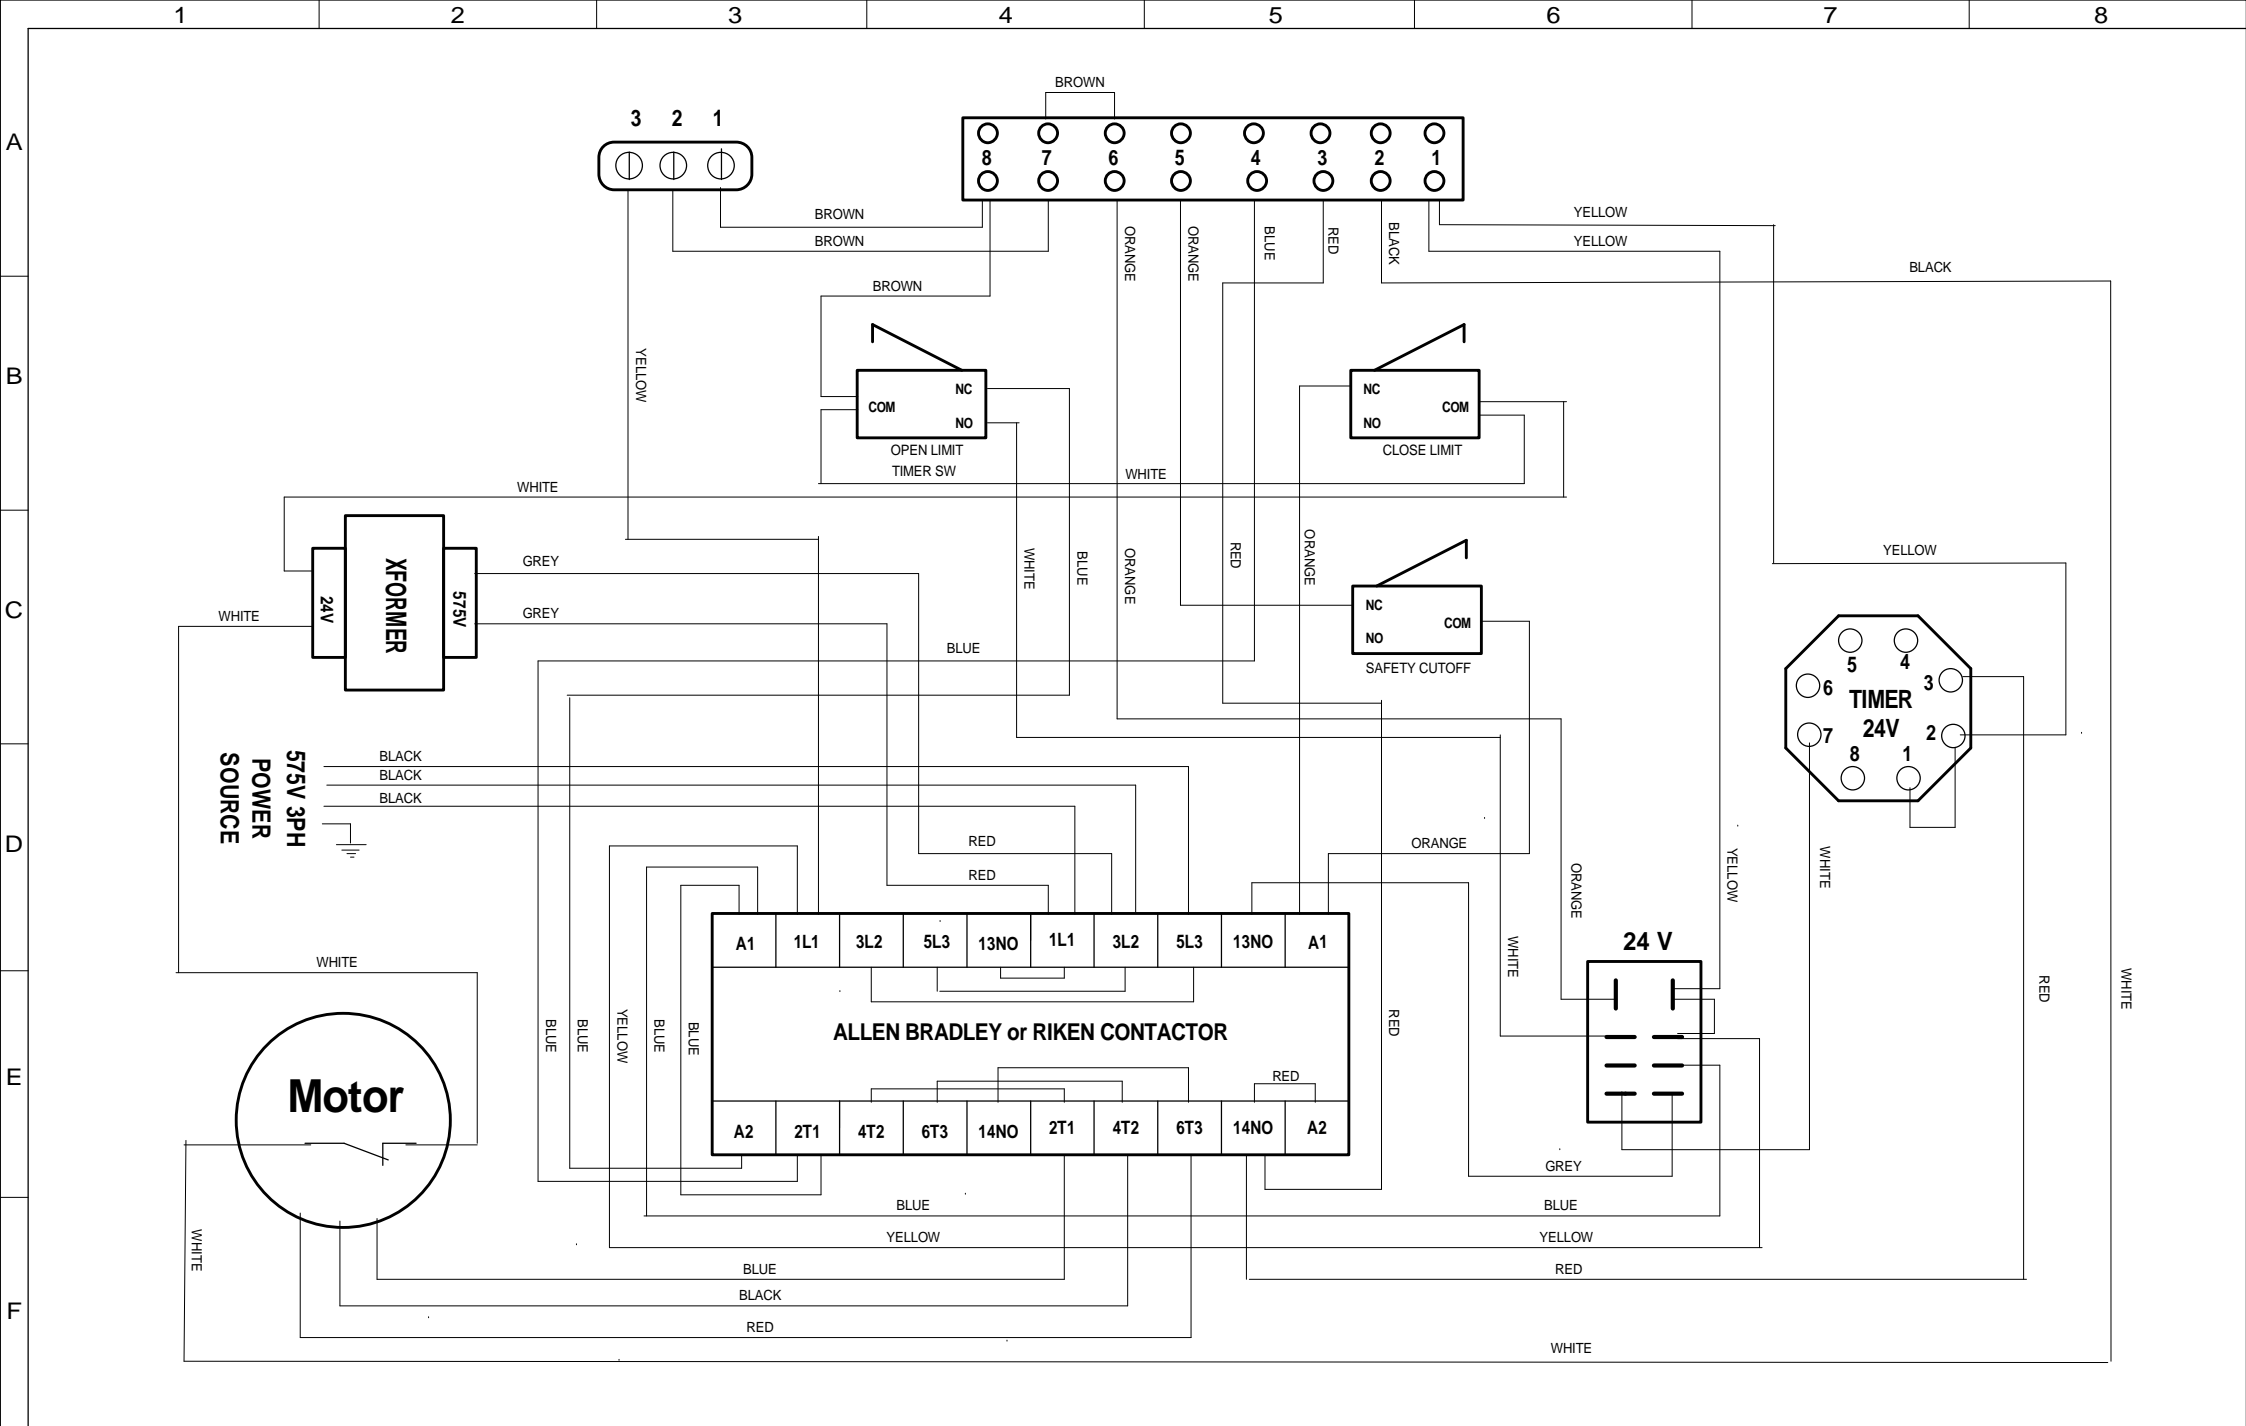 1 2 3 4 5 6 7 8
BROWN
3 2 1
A
8 7 6 5 4 3 2 1
BROWN
YELLOW
BROWN
YELLOW
ORANGE
ORANGE
BLUE
RED
BLACK
BLACK
BROWN
YELLOW
B
NC
COM
NO
OPEN LIMIT
TIMER SW
NC
COM
NO
CLOSE LIMIT
WHITE
WHITE
GREY
WHITE
BLUE
ORANGE
RED
ORANGE
YELLOW
C
XFORMER
24V
575V
WHITE
GREY
NC
COM
NO
SAFETY CUTOFF
BLUE
5 4
6 3
TIMER
24V
7 2
8 1
575V 3PH
POWER
SOURCE
BLACK
BLACK
BLACK
D
RED
ORANGE
RED
ORANGE
YELLOW
WHITE
A1 1L1 3L2 5L3 13NO 1L1 3L2 5L3 13NO A1
24 V
WHITE
WHITE
RED
WHITE
BLUE
BLUE
YELLOW
BLUE
BLUE
ALLEN BRADLEY or RIKEN CONTACTOR
RED
E
Motor
RED
A2 2T1 4T2 6T3 14NO 2T1 4T2 6T3 14NO A2
GREY
BLUE
BLUE
YELLOW
YELLOW
WHITE
BLUE
RED
BLACK
F
RED
WHITE